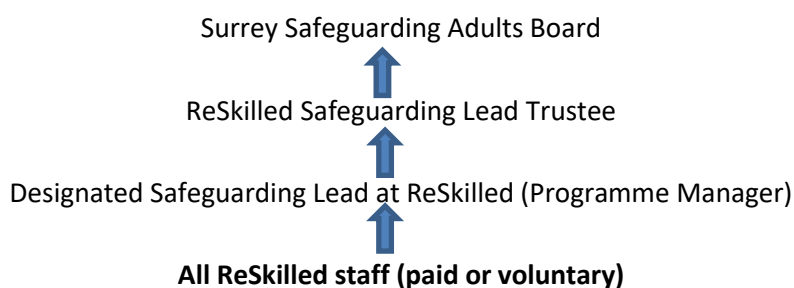 Surrey Safeguarding Adults Board
ReSkilled Safeguarding Lead Trustee
Designated Safeguarding Lead at ReSkilled (Programme Manager)
All ReSkilled staff (paid or voluntary)